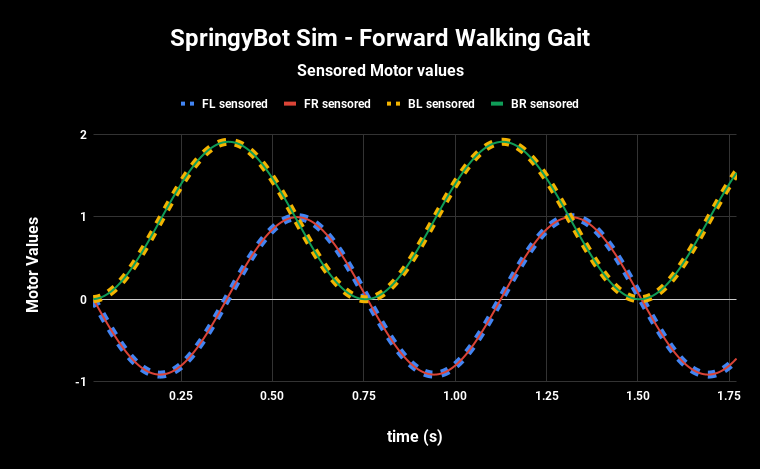 SpringyBot Sim - Forward Walking Gait
Sensored Motor values
FL sensored FR sensored BL sensored BR sensored
Motor Values
2
1
0
-1
0.25 0.50 0.75 1.00 1.25 1.50 1.75
time (s)